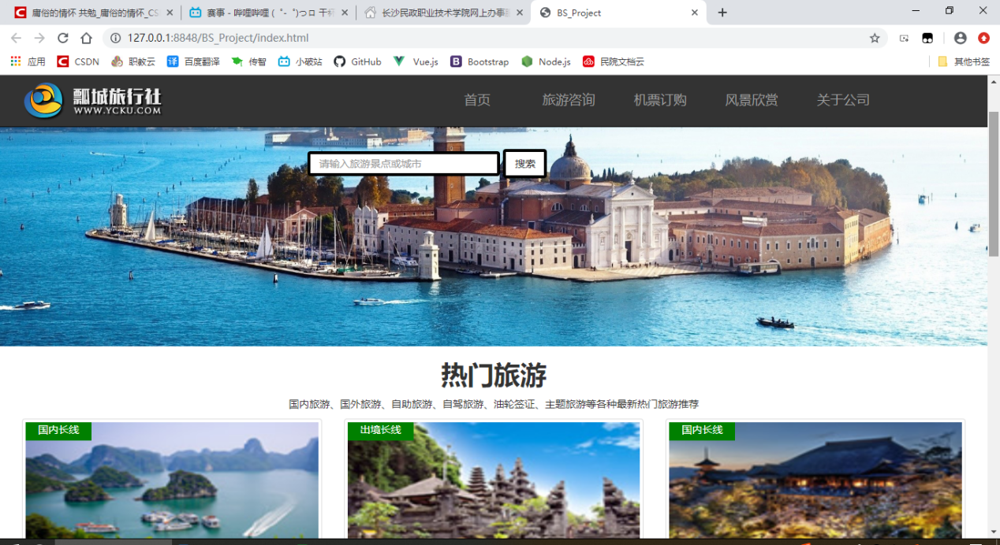 庸俗的情怀 共勉_庸俗的情怀_CS
赛事 - 哔哩哔哩 ( ゜- ゜)つロ 干杯
长沙民政职业技术学院网上办事
BS_Project
127.0.0.1:8848/BS_Project/index.html
应用 CSDN 职教云 百度翻译 传智 小破站 GitHub Vue.js Bootstrap Node.js 民院文档云 其他书签
瓢城旅行社 首页 旅游咨询 机票订购 风景欣赏 关于公司
WWW.YCKU.COM
请输入旅游景点或城市 搜索
热门旅游
国内旅游、国外旅游、自助旅游、自驾旅游、油轮签证、主题旅游等各种最新热门旅游推荐
国内长线 出境长线 国内长线